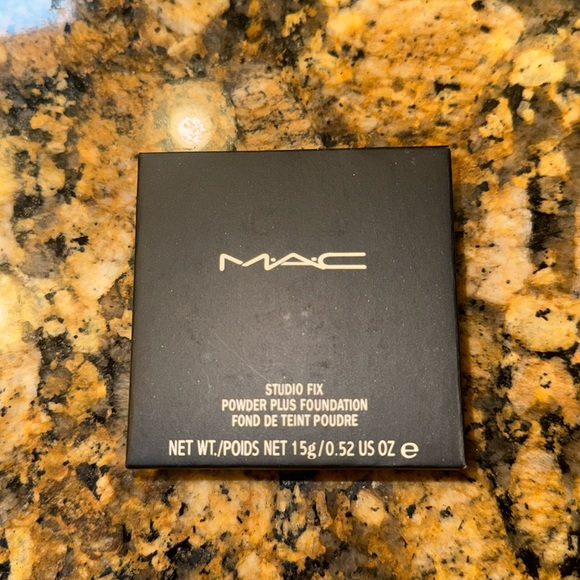 M·A·C
STUDIO FIX
POWDER PLUS FOUNDATION
FOND DE TEINT POUDRE
NET WT./POIDS NET 15g/0.52 US OZ ℮